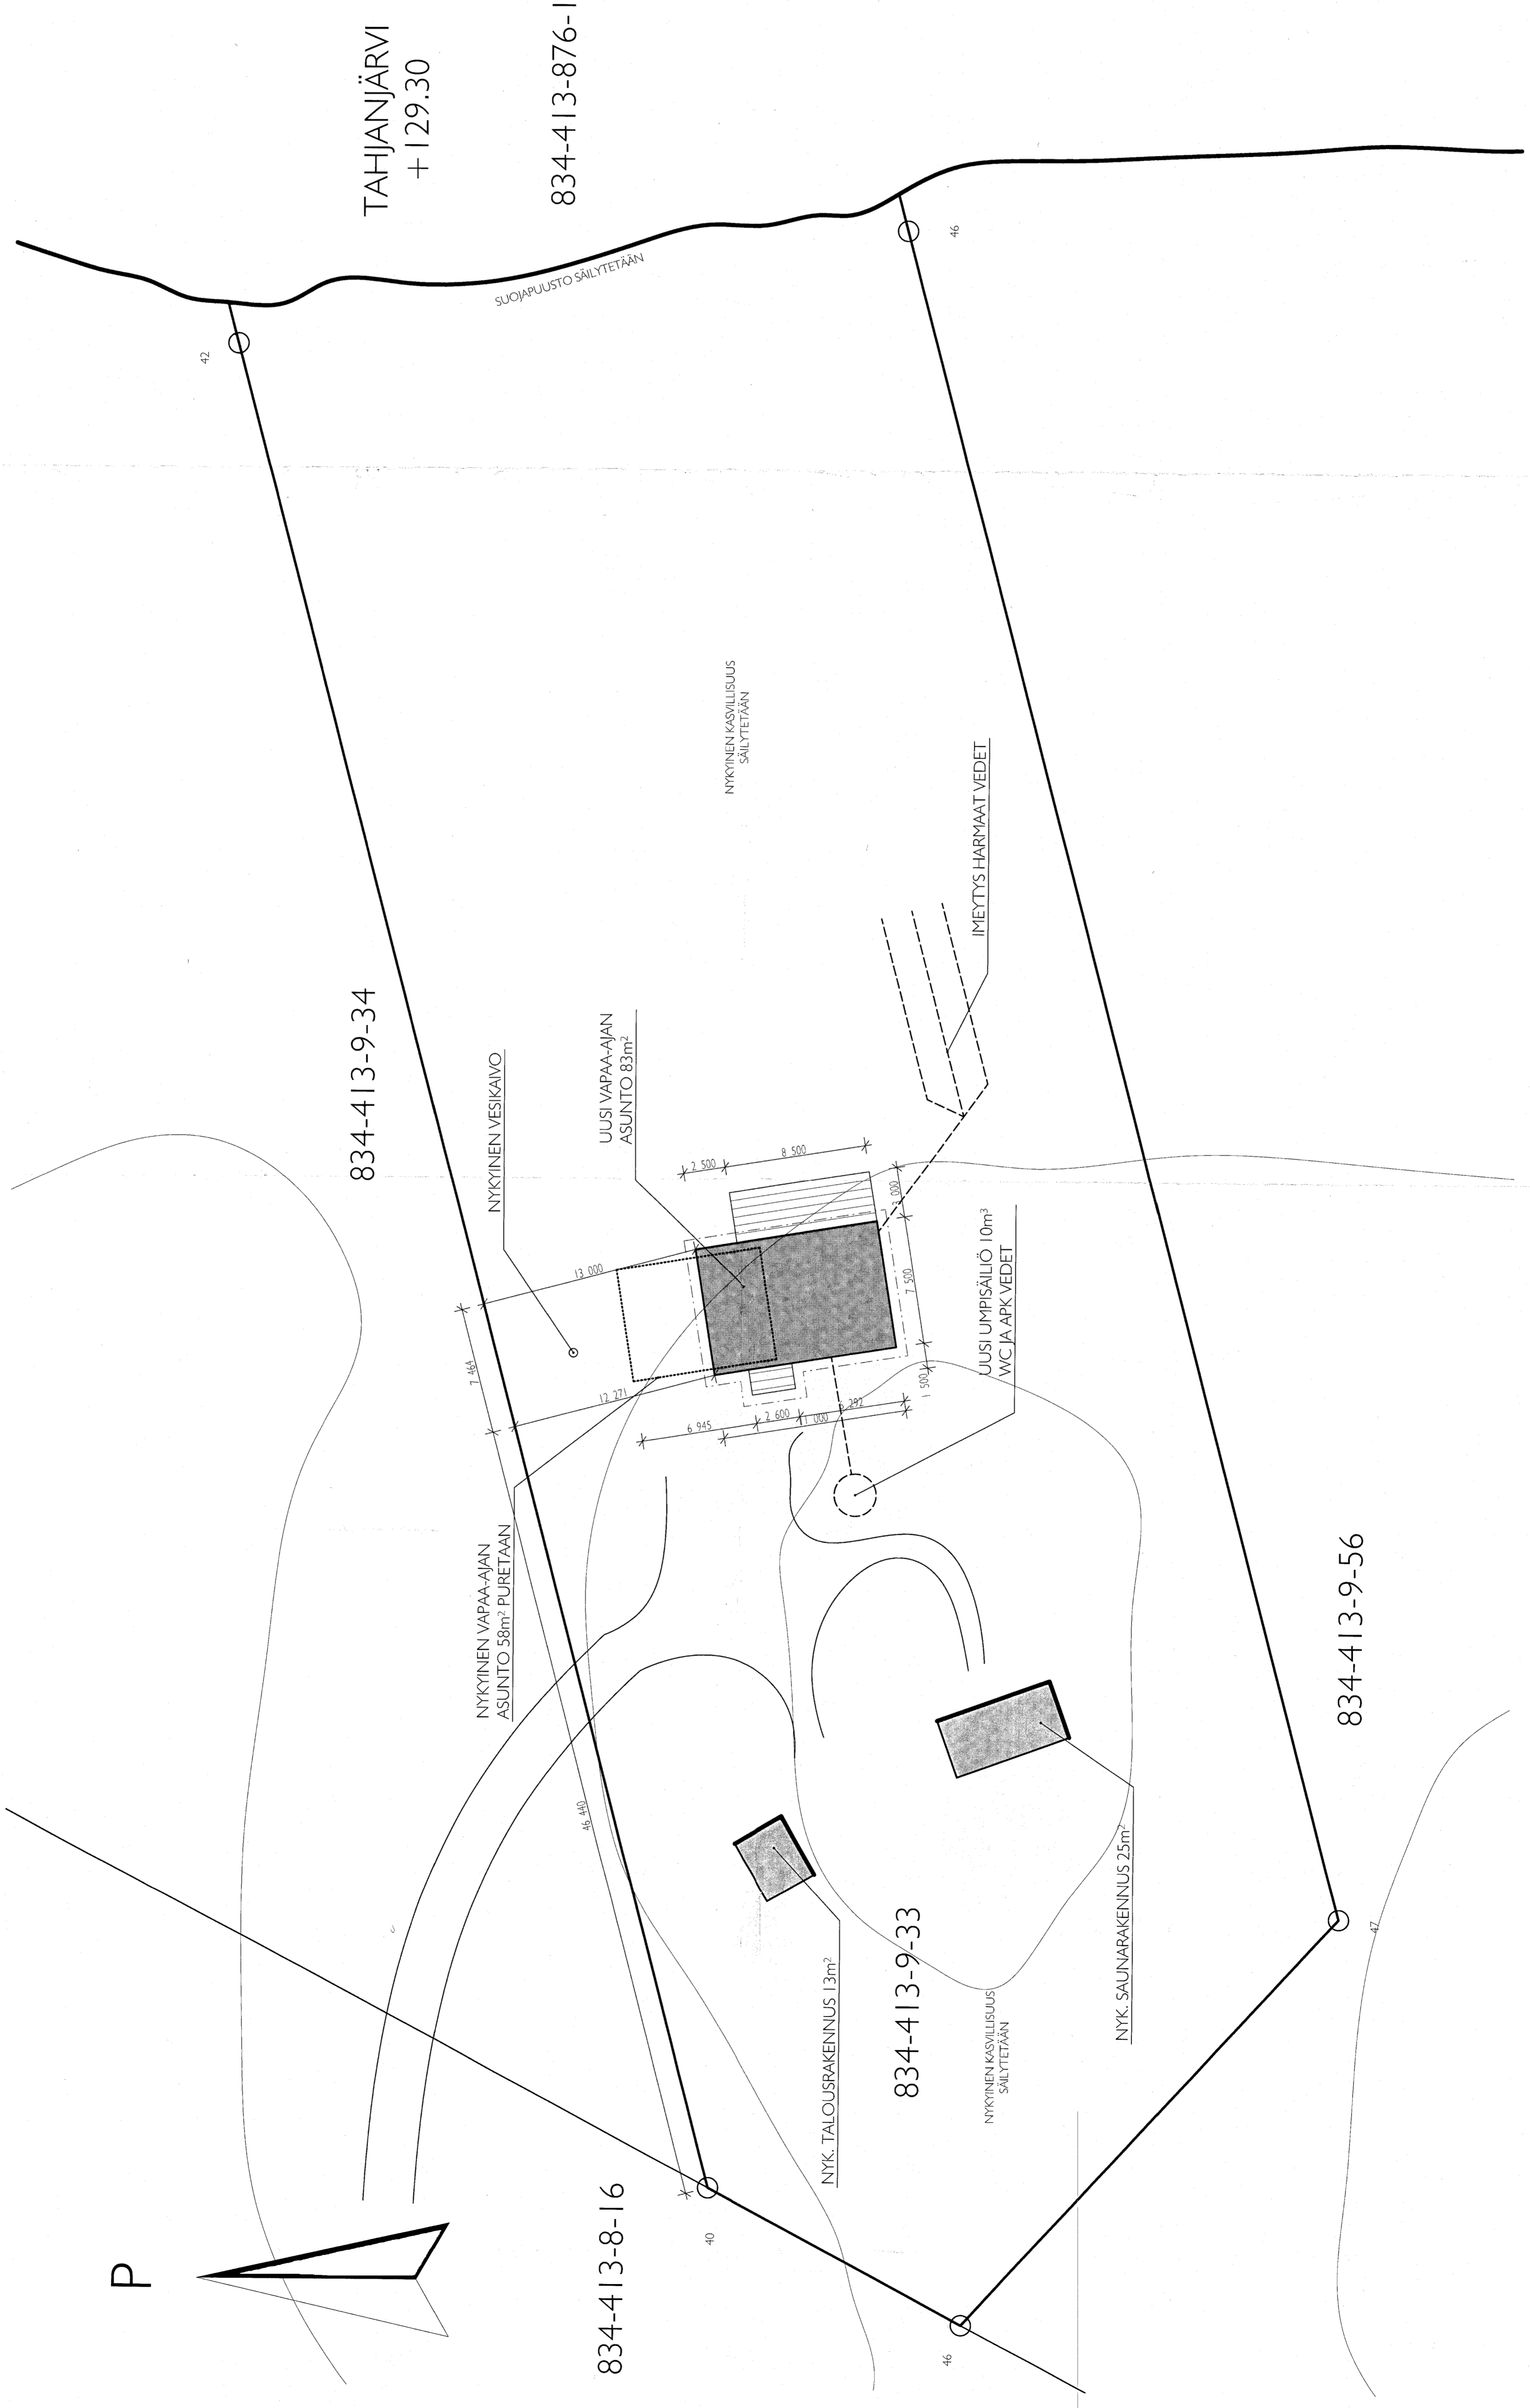 TAHJANJÄRVI
+129.30
834-413-876-1
42
SUOJAPUUSTO SÄILYTETÄÄN
46
NYKYINEN KASVILLISUUS
SÄILYTETÄÄN
IMEYTYS HARMAAT VEDET
834-413-9-34
NYKYINEN VESIKAIVO
UUSI VAPAA-AJAN
ASUNTO 83m²
2 500
8 500
3 000
13 000
7 500
7 464
12 271
1 500
UUSI UMPISÄILIÖ 10m³
WC JA APK VEDET
6 945
2 600
292
1 000
NYKYINEN VAPAA-AJAN
ASUNTO 58m² PURETAAN
46 440
834-413-9-56
NYK. SAUNARAKENNUS 25m²
NYK. TALOUSRAKENNUS 13m²
834-413-9-33
NYKYINEN KASVILLISUUS
SÄILYTETÄÄN
47
P
834-413-8-16
40
46